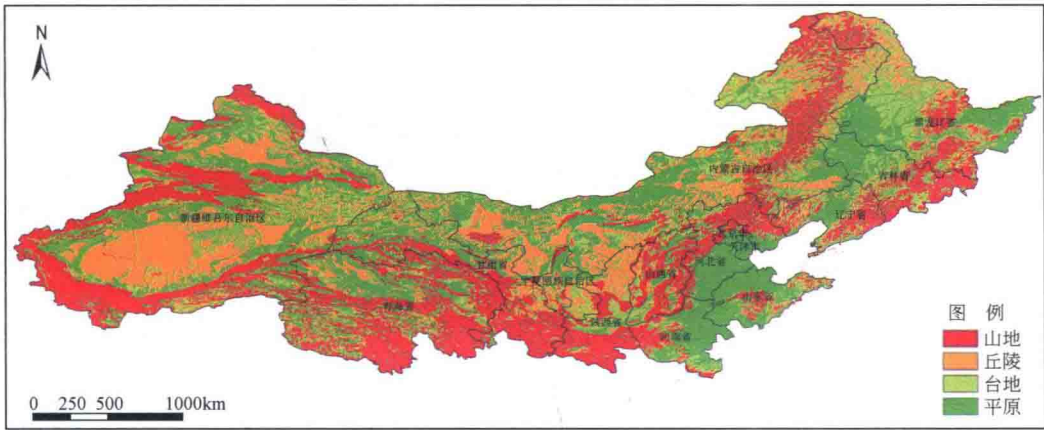 N
黑龙江省
内蒙古自治区
吉林省
辽宁省
新疆维吾尔自治区
北京市
天津市
河北省
甘肃省
山西省
宁夏回族自治区
青海省
山东省
陕西省
河南省
图 例
山地
丘陵
台地
平原
0 250 500 1000km